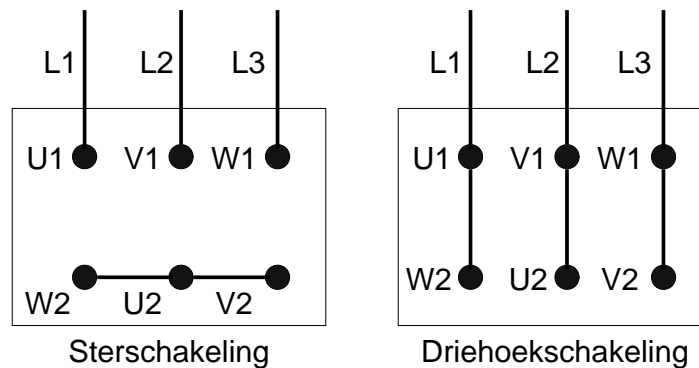 L1 L2 L3
U1 V1 W1
W2 U2 V2
Sterschakeling
L1 L2 L3
U1 V1 W1
W2 U2 V2
Driehoekschakeling